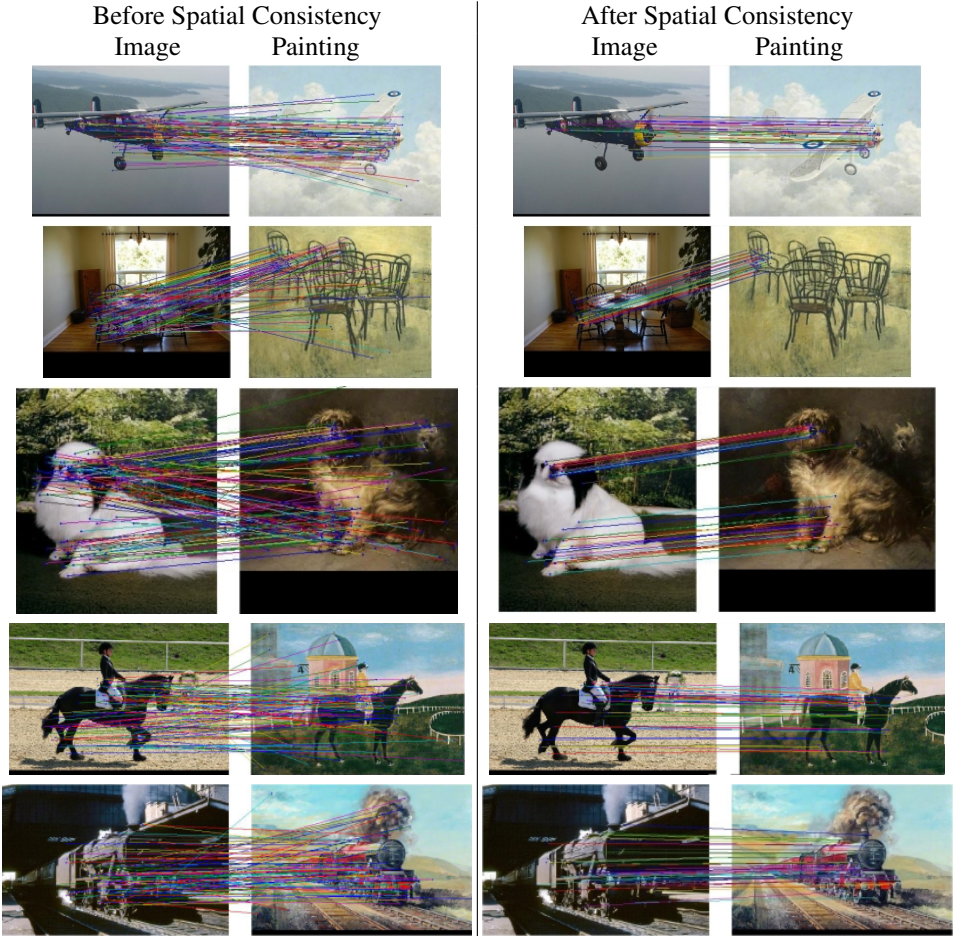 Before Spatial Consistency
Image Painting
After Spatial Consistency
Image Painting